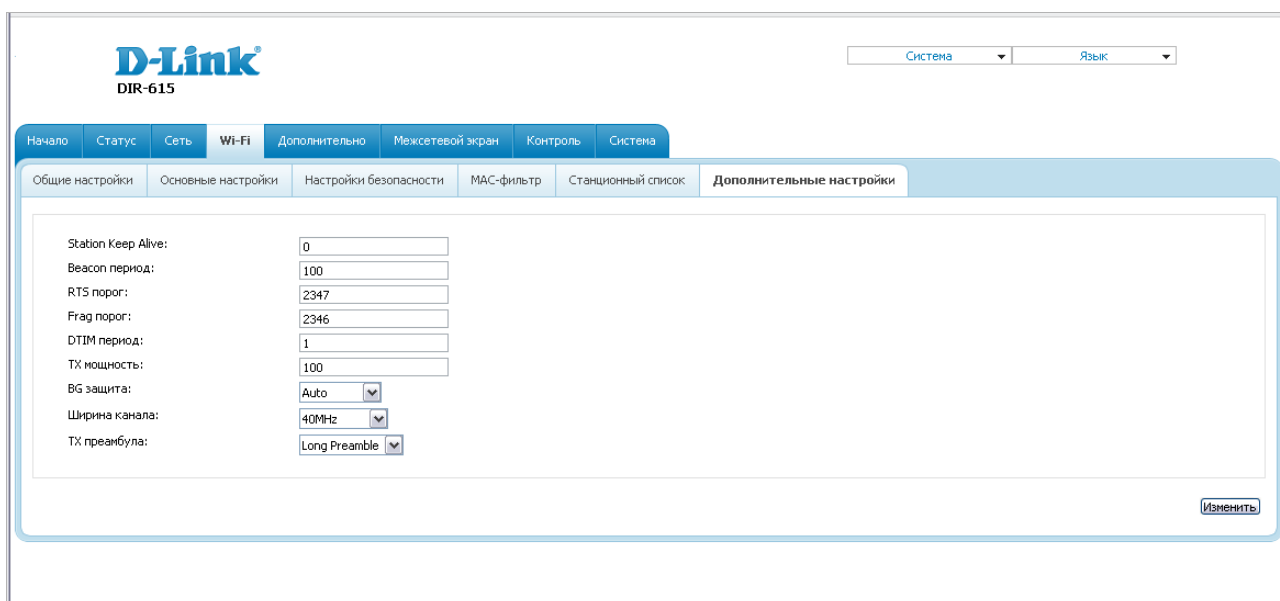 D-Link®
DIR-615
Система Язык
Начало Статус Сеть Wi-Fi Дополнительно Межсетевой экран Контроль Система
Общие настройки Основные настройки Настройки безопасности MAC-фильтр Станционный список Дополнительные настройки
Station Keep Alive: 0
Beacon период: 100
RTS порог: 2347
Frag порог: 2346
DTIM период: 1
TX мощность: 100
BG защита: Auto
Ширина канала: 40MHz
TX преамбула: Long Preamble
Изменить